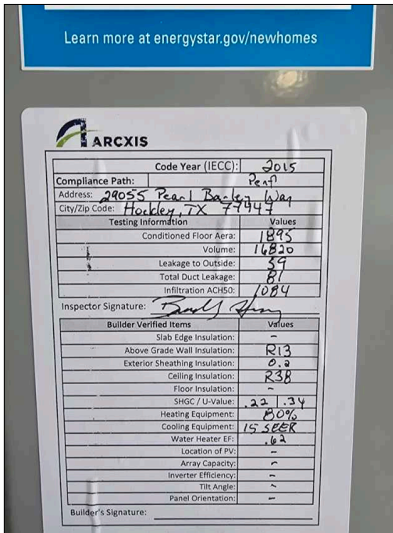 Learn more at energystar.gov/newhomes
ARCXIS
Code Year (IECC): 2015
Compliance Path: Perf
Address: 29055 Pearl Barley Way
City/Zip Code: Hockley, TX 77447
Testing Information Values
Conditioned Floor Aera: 1895
Volume: 16820
Leakage to Outside: 59
Total Duct Leakage: 81
Infiltration ACH50: 1084
Inspector Signature:
Builder Verified Items Values
Slab Edge Insulation: -
Above Grade Wall Insulation: R13
Exterior Sheathing Insulation: 0.2
Ceiling Insulation: R38
Floor Insulation: -
SHGC / U-Value: .22 | .34
Heating Equipment: 80%
Cooling Equipment: 15 SEER
Water Heater EF: .62
Location of PV: -
Array Capacity: -
Inverter Efficiency: -
Tilt Angle: -
Panel Orientation: -
Builder's Signature: